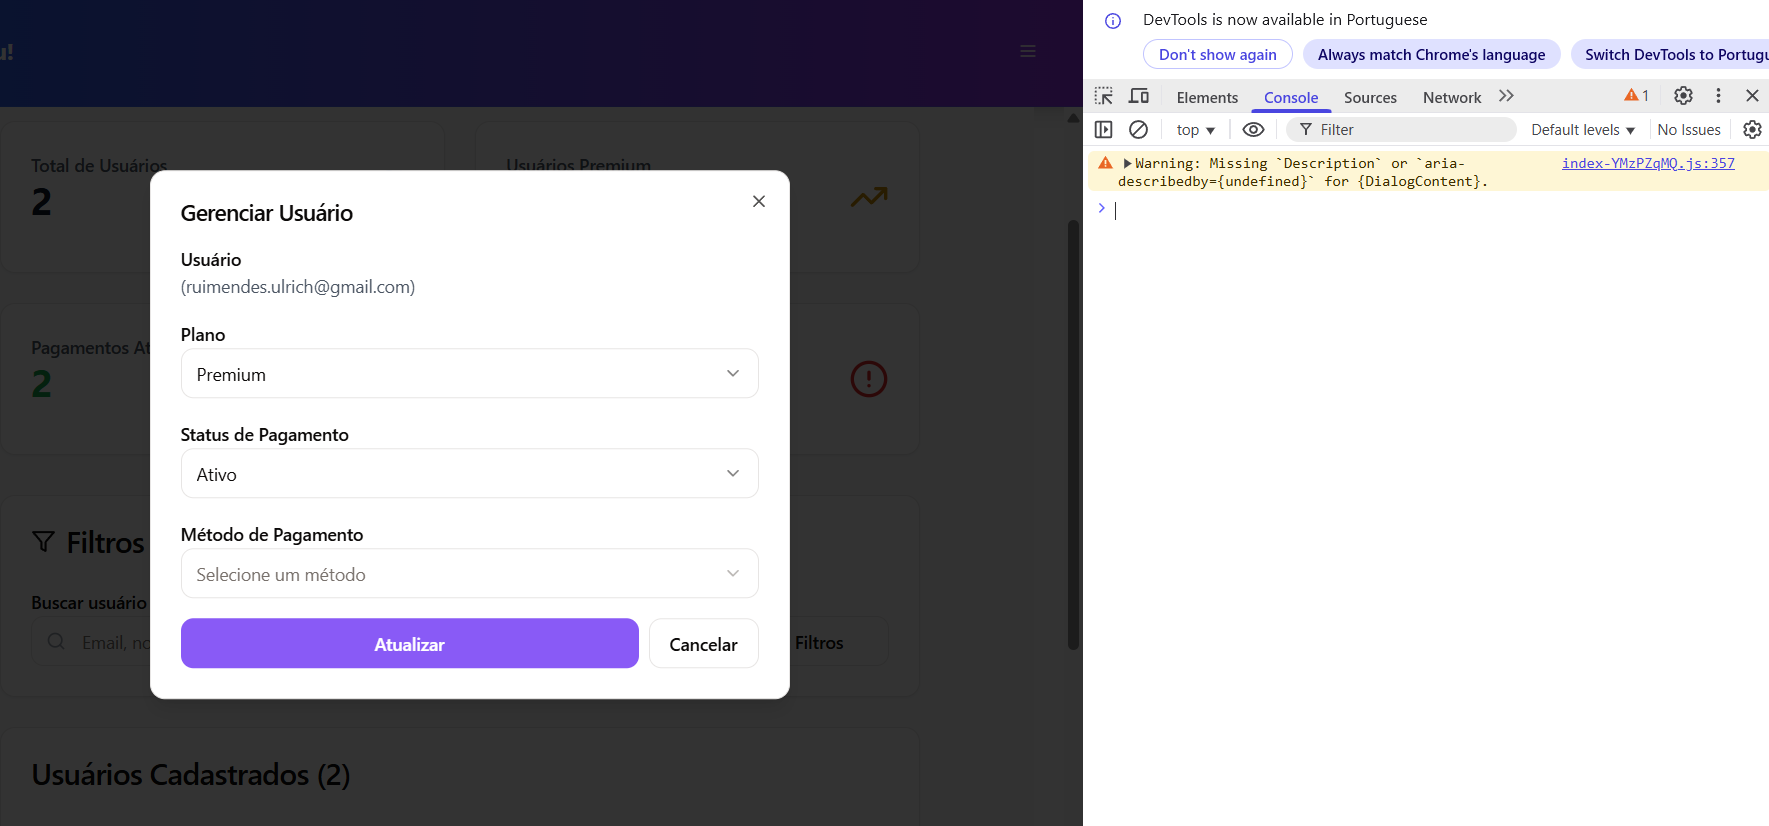 u!
Total de Usuários
2
Usuários Premium
Pagamentos At
2
Filtros
Buscar usuário
Email, no
Filtros
Usuários Cadastrados (2)
Gerenciar Usuário
Usuário
(ruimendes.ulrich@gmail.com)
Plano
Premium
Status de Pagamento
Ativo
Método de Pagamento
Selecione um método
Atualizar
Cancelar
DevTools is now available in Portuguese
Don't show again
Always match Chrome's language
Switch DevTools to Portugu
Elements
Console
Sources
Network
1
top
Filter
Default levels
No Issues
Warning: Missing `Description` or `aria-
index-YMzPZqMQ.js:357
describedby={undefined}` for {DialogContent}.